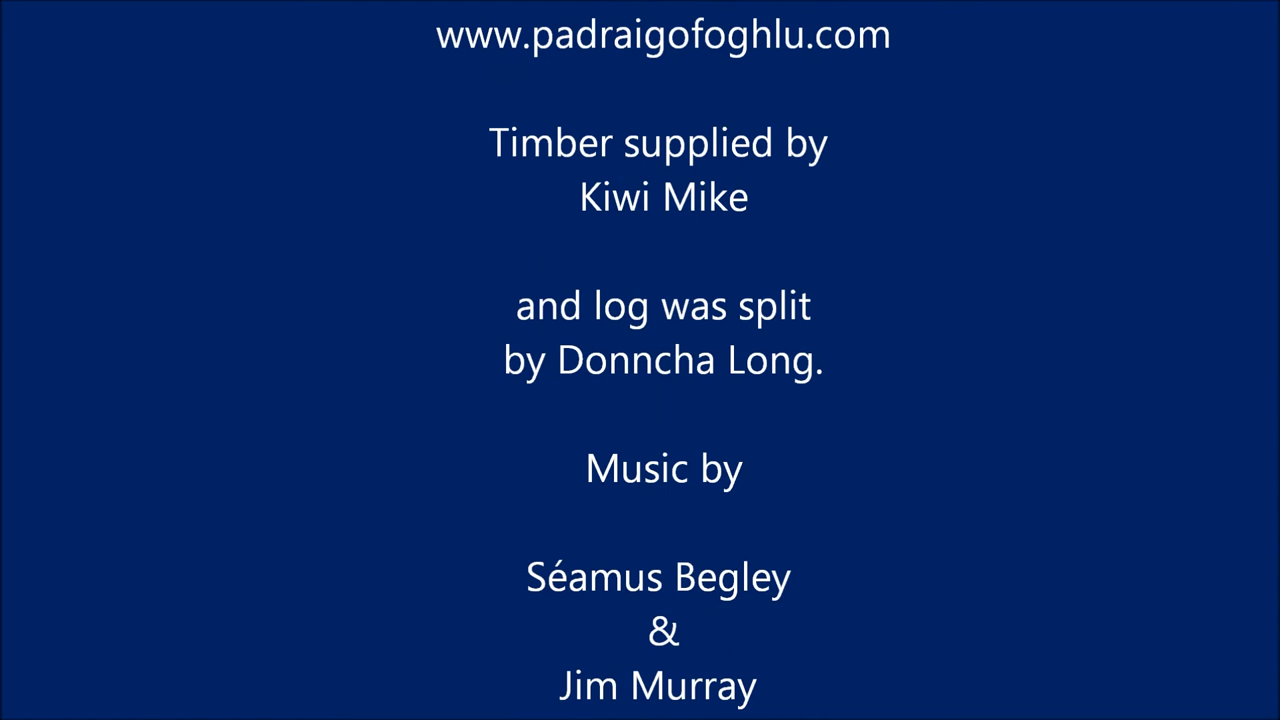 www.padraigofoghlu.com
Timber supplied by
Kiwi Mike
and log was split
by Donncha Long.
Music by
Séamus Begley
&
Jim Murray